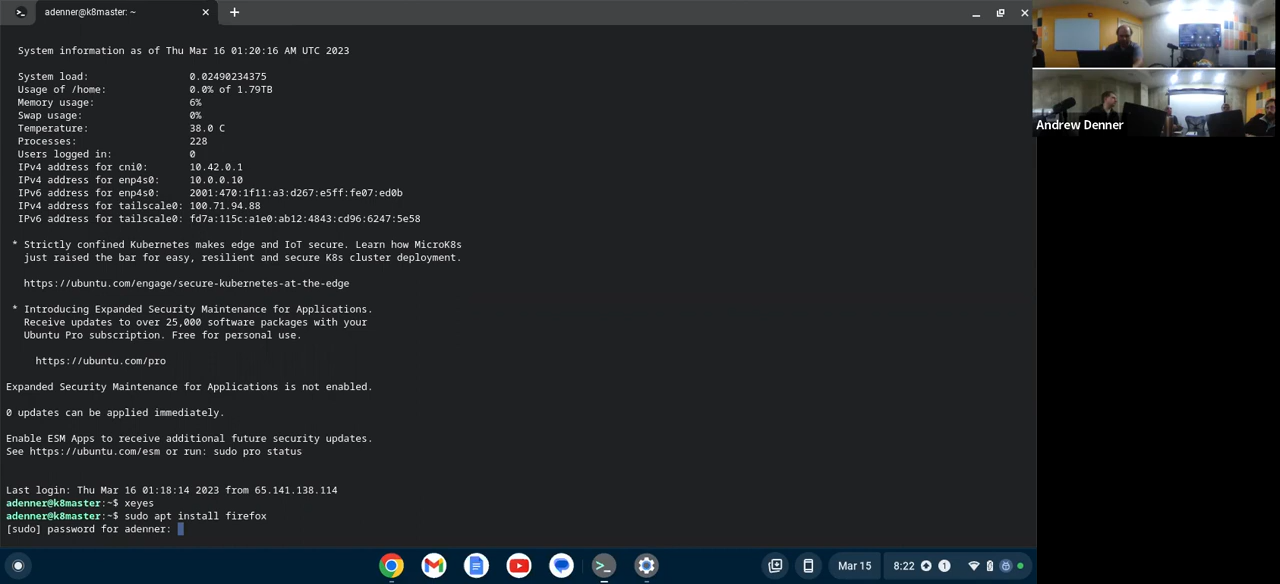 adenner@k8master: ~
System information as of Thu Mar 16 01:20:16 AM UTC 2023
System load: 0.02490234375
Usage of /home: 0.0% of 1.79TB
Memory usage: 6%
Swap usage: 0%
Temperature: 38.0 C
Processes: 228
Users logged in: 0
IPv4 address for cni0: 10.42.0.1
IPv4 address for enp4s0: 10.0.0.10
IPv6 address for enp4s0: 2001:470:1f11:a3:d267:e5ff:fe07:ed0b
IPv4 address for tailscale0: 100.71.94.88
IPv6 address for tailscale0: fd7a:115c:a1e0:ab12:4843:cd96:6247:5e58
* Strictly confined Kubernetes makes edge and IoT secure. Learn how MicroK8s
just raised the bar for easy, resilient and secure K8s cluster deployment.
https://ubuntu.com/engage/secure-kubernetes-at-the-edge
* Introducing Expanded Security Maintenance for Applications.
Receive updates to over 25,000 software packages with your
Ubuntu Pro subscription. Free for personal use.
https://ubuntu.com/pro
Expanded Security Maintenance for Applications is not enabled.
0 updates can be applied immediately.
Enable ESM Apps to receive additional future security updates.
See https://ubuntu.com/esm or run: sudo pro status
Last login: Thu Mar 16 01:18:14 2023 from 65.141.138.114
adenner@k8master:~$ xeyes
adenner@k8master:~$ sudo apt install firefox
[sudo] password for adenner:
Mar 15 8:22 1
Andrew Denner